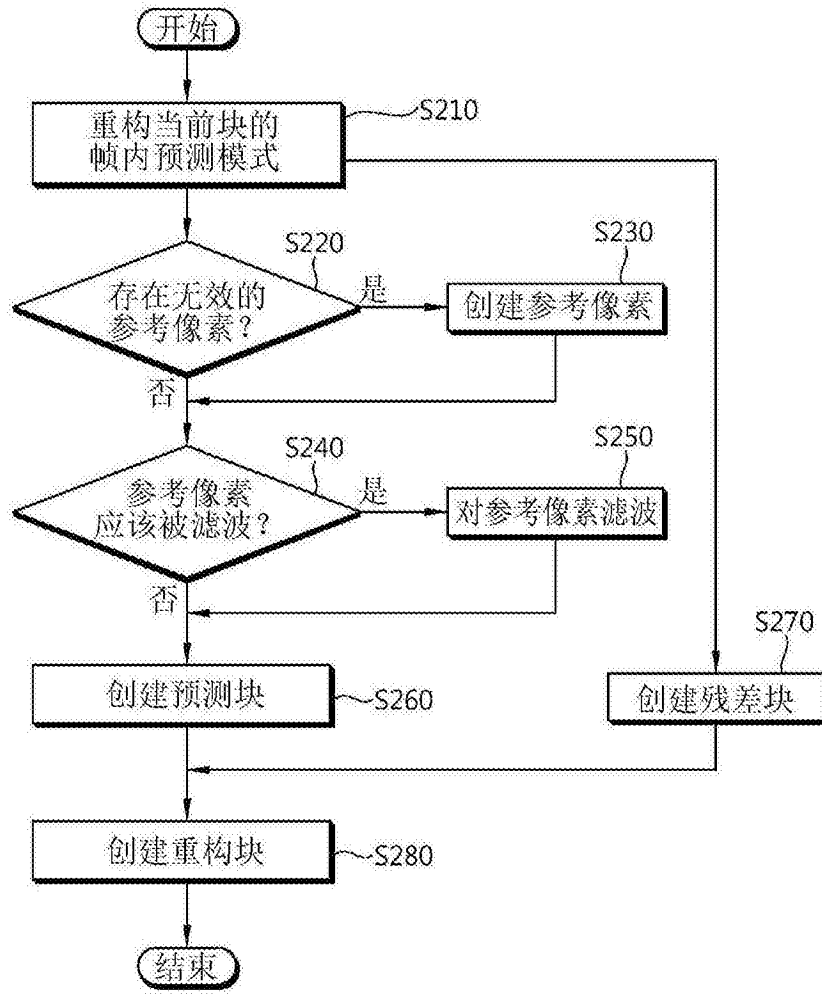 开始
重构当前块的
帧内预测模式
S210
S220
存在无效的
参考像素？
是
S230
创建参考像素
否
S240
参考像素
应该被滤波？
是
S250
对参考像素滤波
否
S270
创建预测块
S260
创建残差块
创建重构块
S280
结束